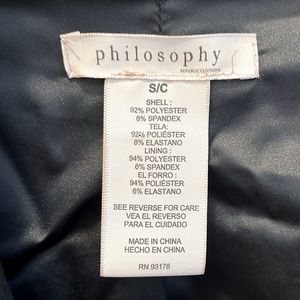 philosophy
REPUBLIC CLOTHING
S/C
SHELL :
92% POLYESTER
8% SPANDEX
TELA:
92% POLIÉSTER
8% ELASTANO
LINING :
94% POLYESTER
6% SPANDEX
EL FORRO :
94% POLIÉSTER
6% ELASTANO
SEE REVERSE FOR CARE
VEA EL REVERSO
PARA EL CUIDADO
MADE IN CHINA
HECHO EN CHINA
RN 93178